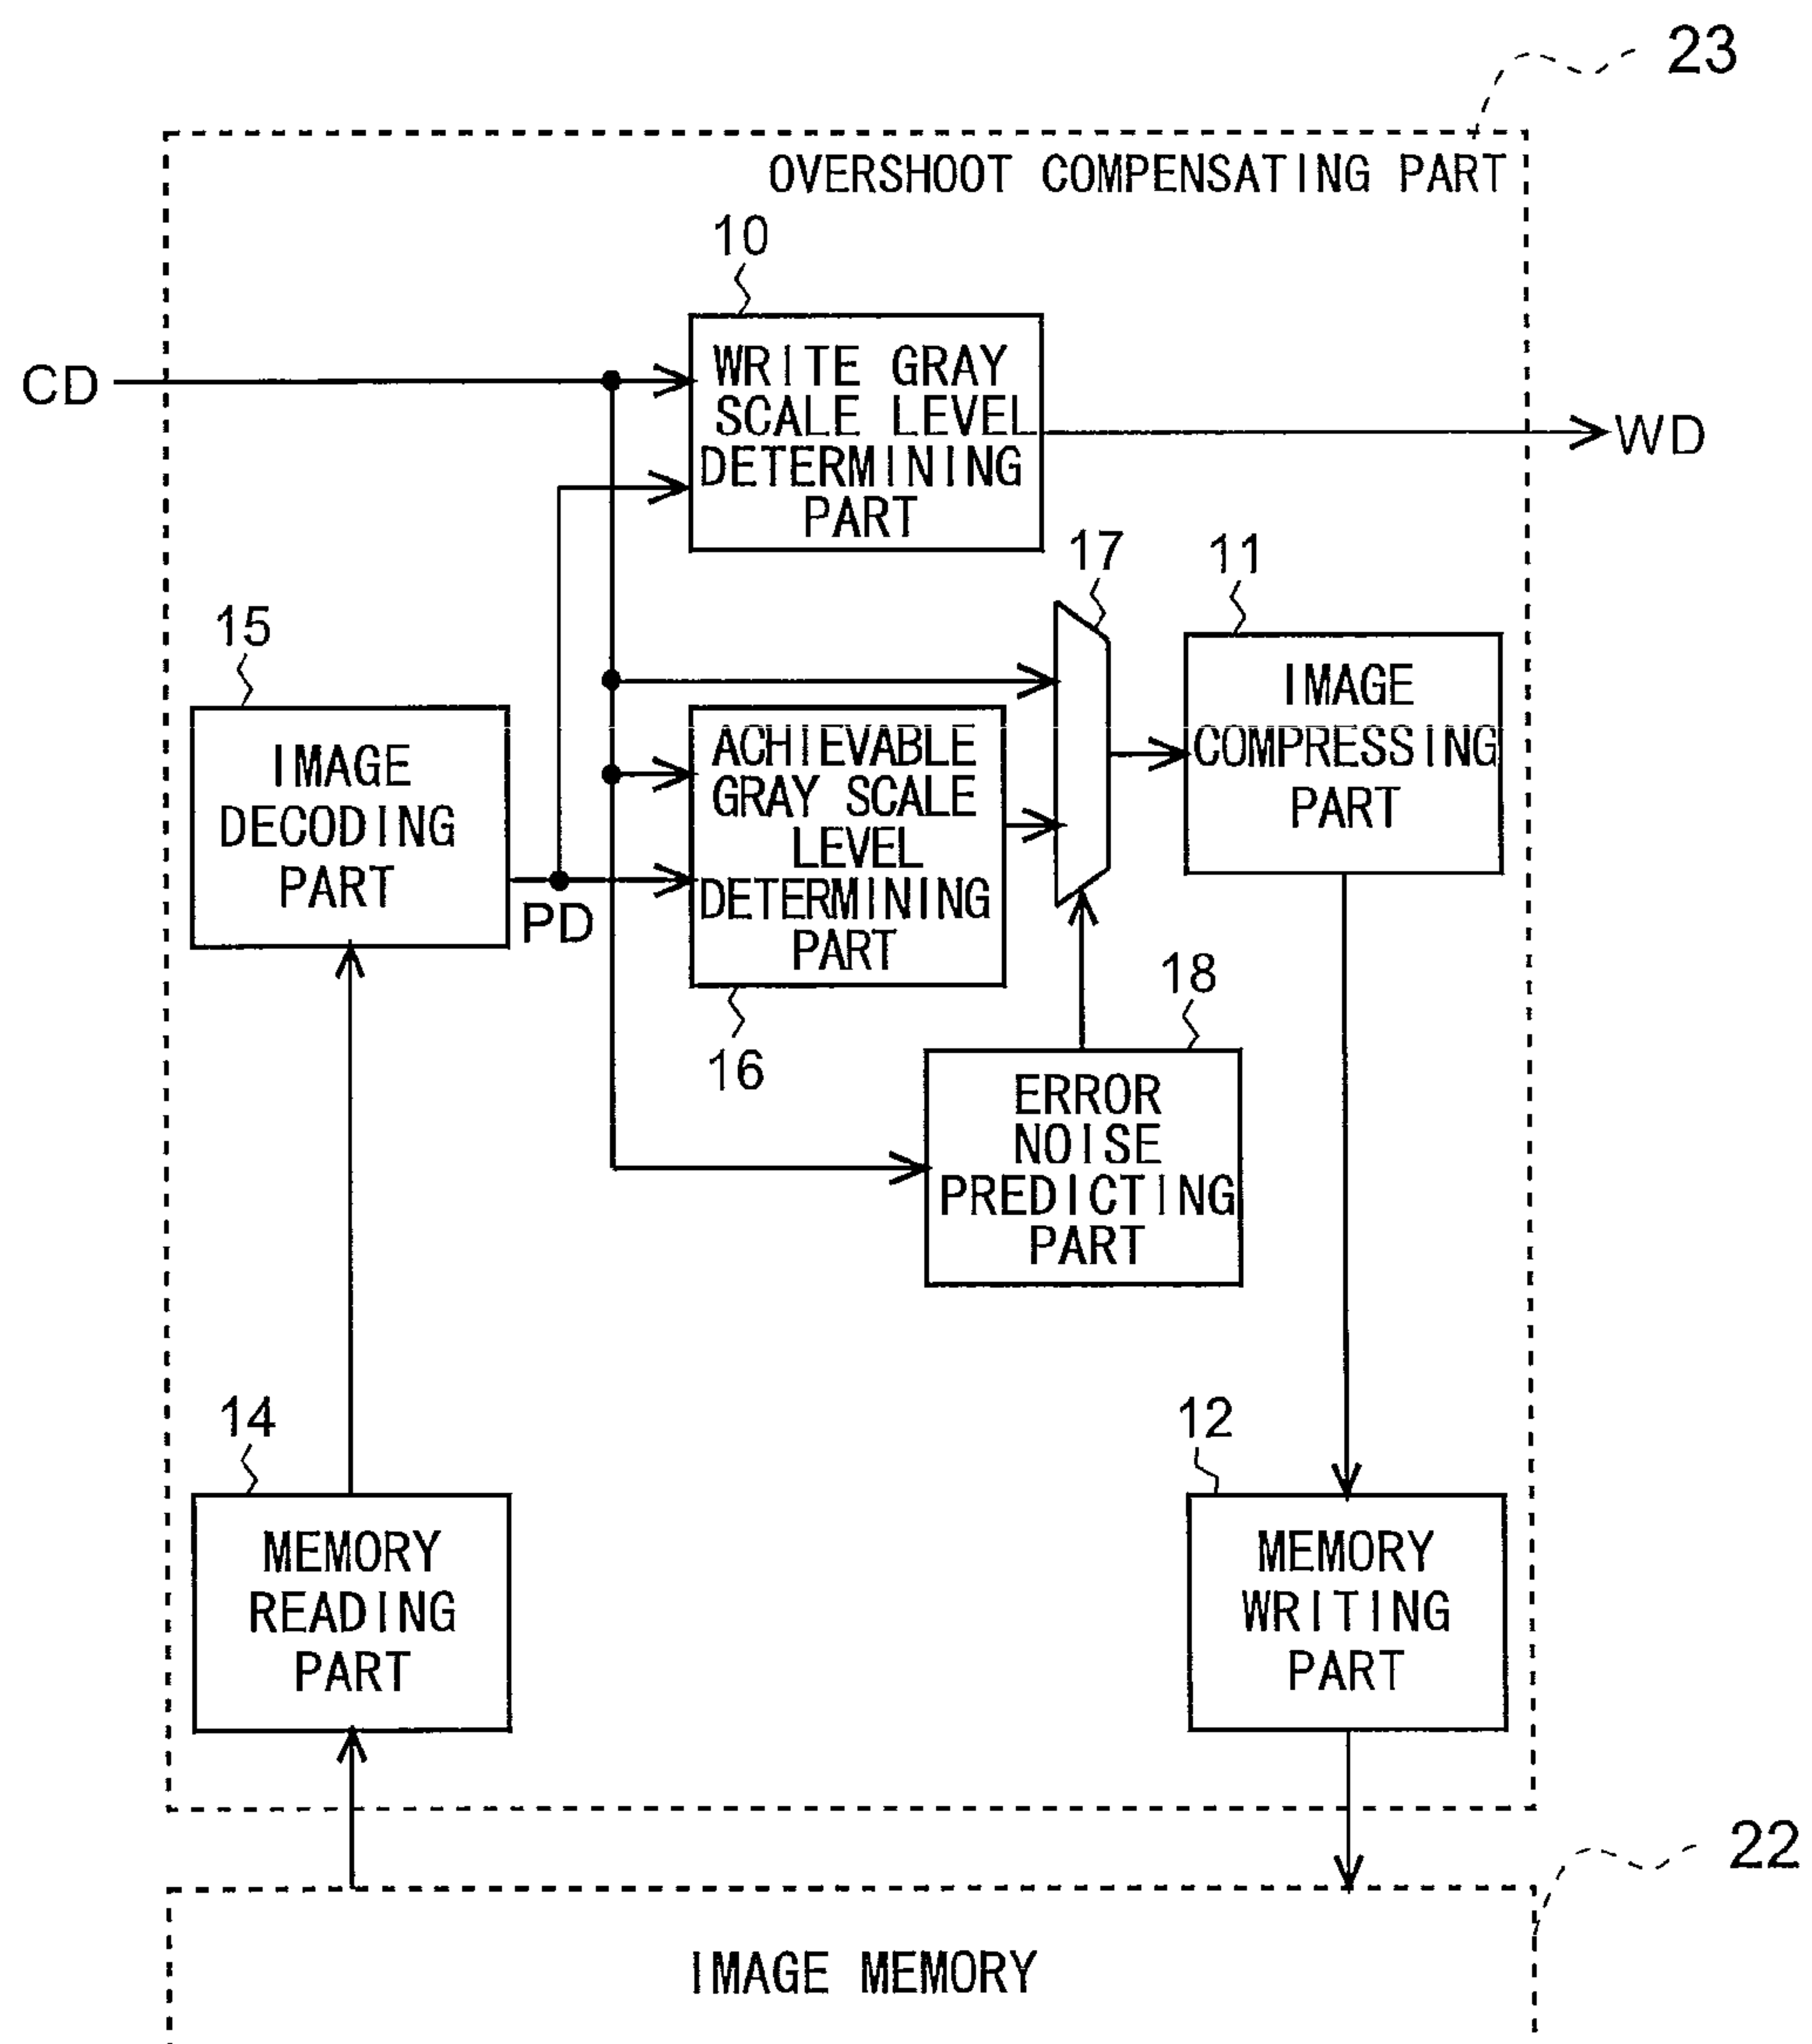 23
OVERSHOOT COMPENSATING PART
10
CD
WRITE GRAY
SCALE LEVEL
DETERMINING
PART
WD
17
11
15
IMAGE
DECODING
PART
PD
ACHIEVABLE
GRAY SCALE
LEVEL
DETERMINING
PART
16
IMAGE
COMPRESSING
PART
18
ERROR
NOISE
PREDICTING
PART
14
MEMORY
READING
PART
12
MEMORY
WRITING
PART
22
IMAGE MEMORY